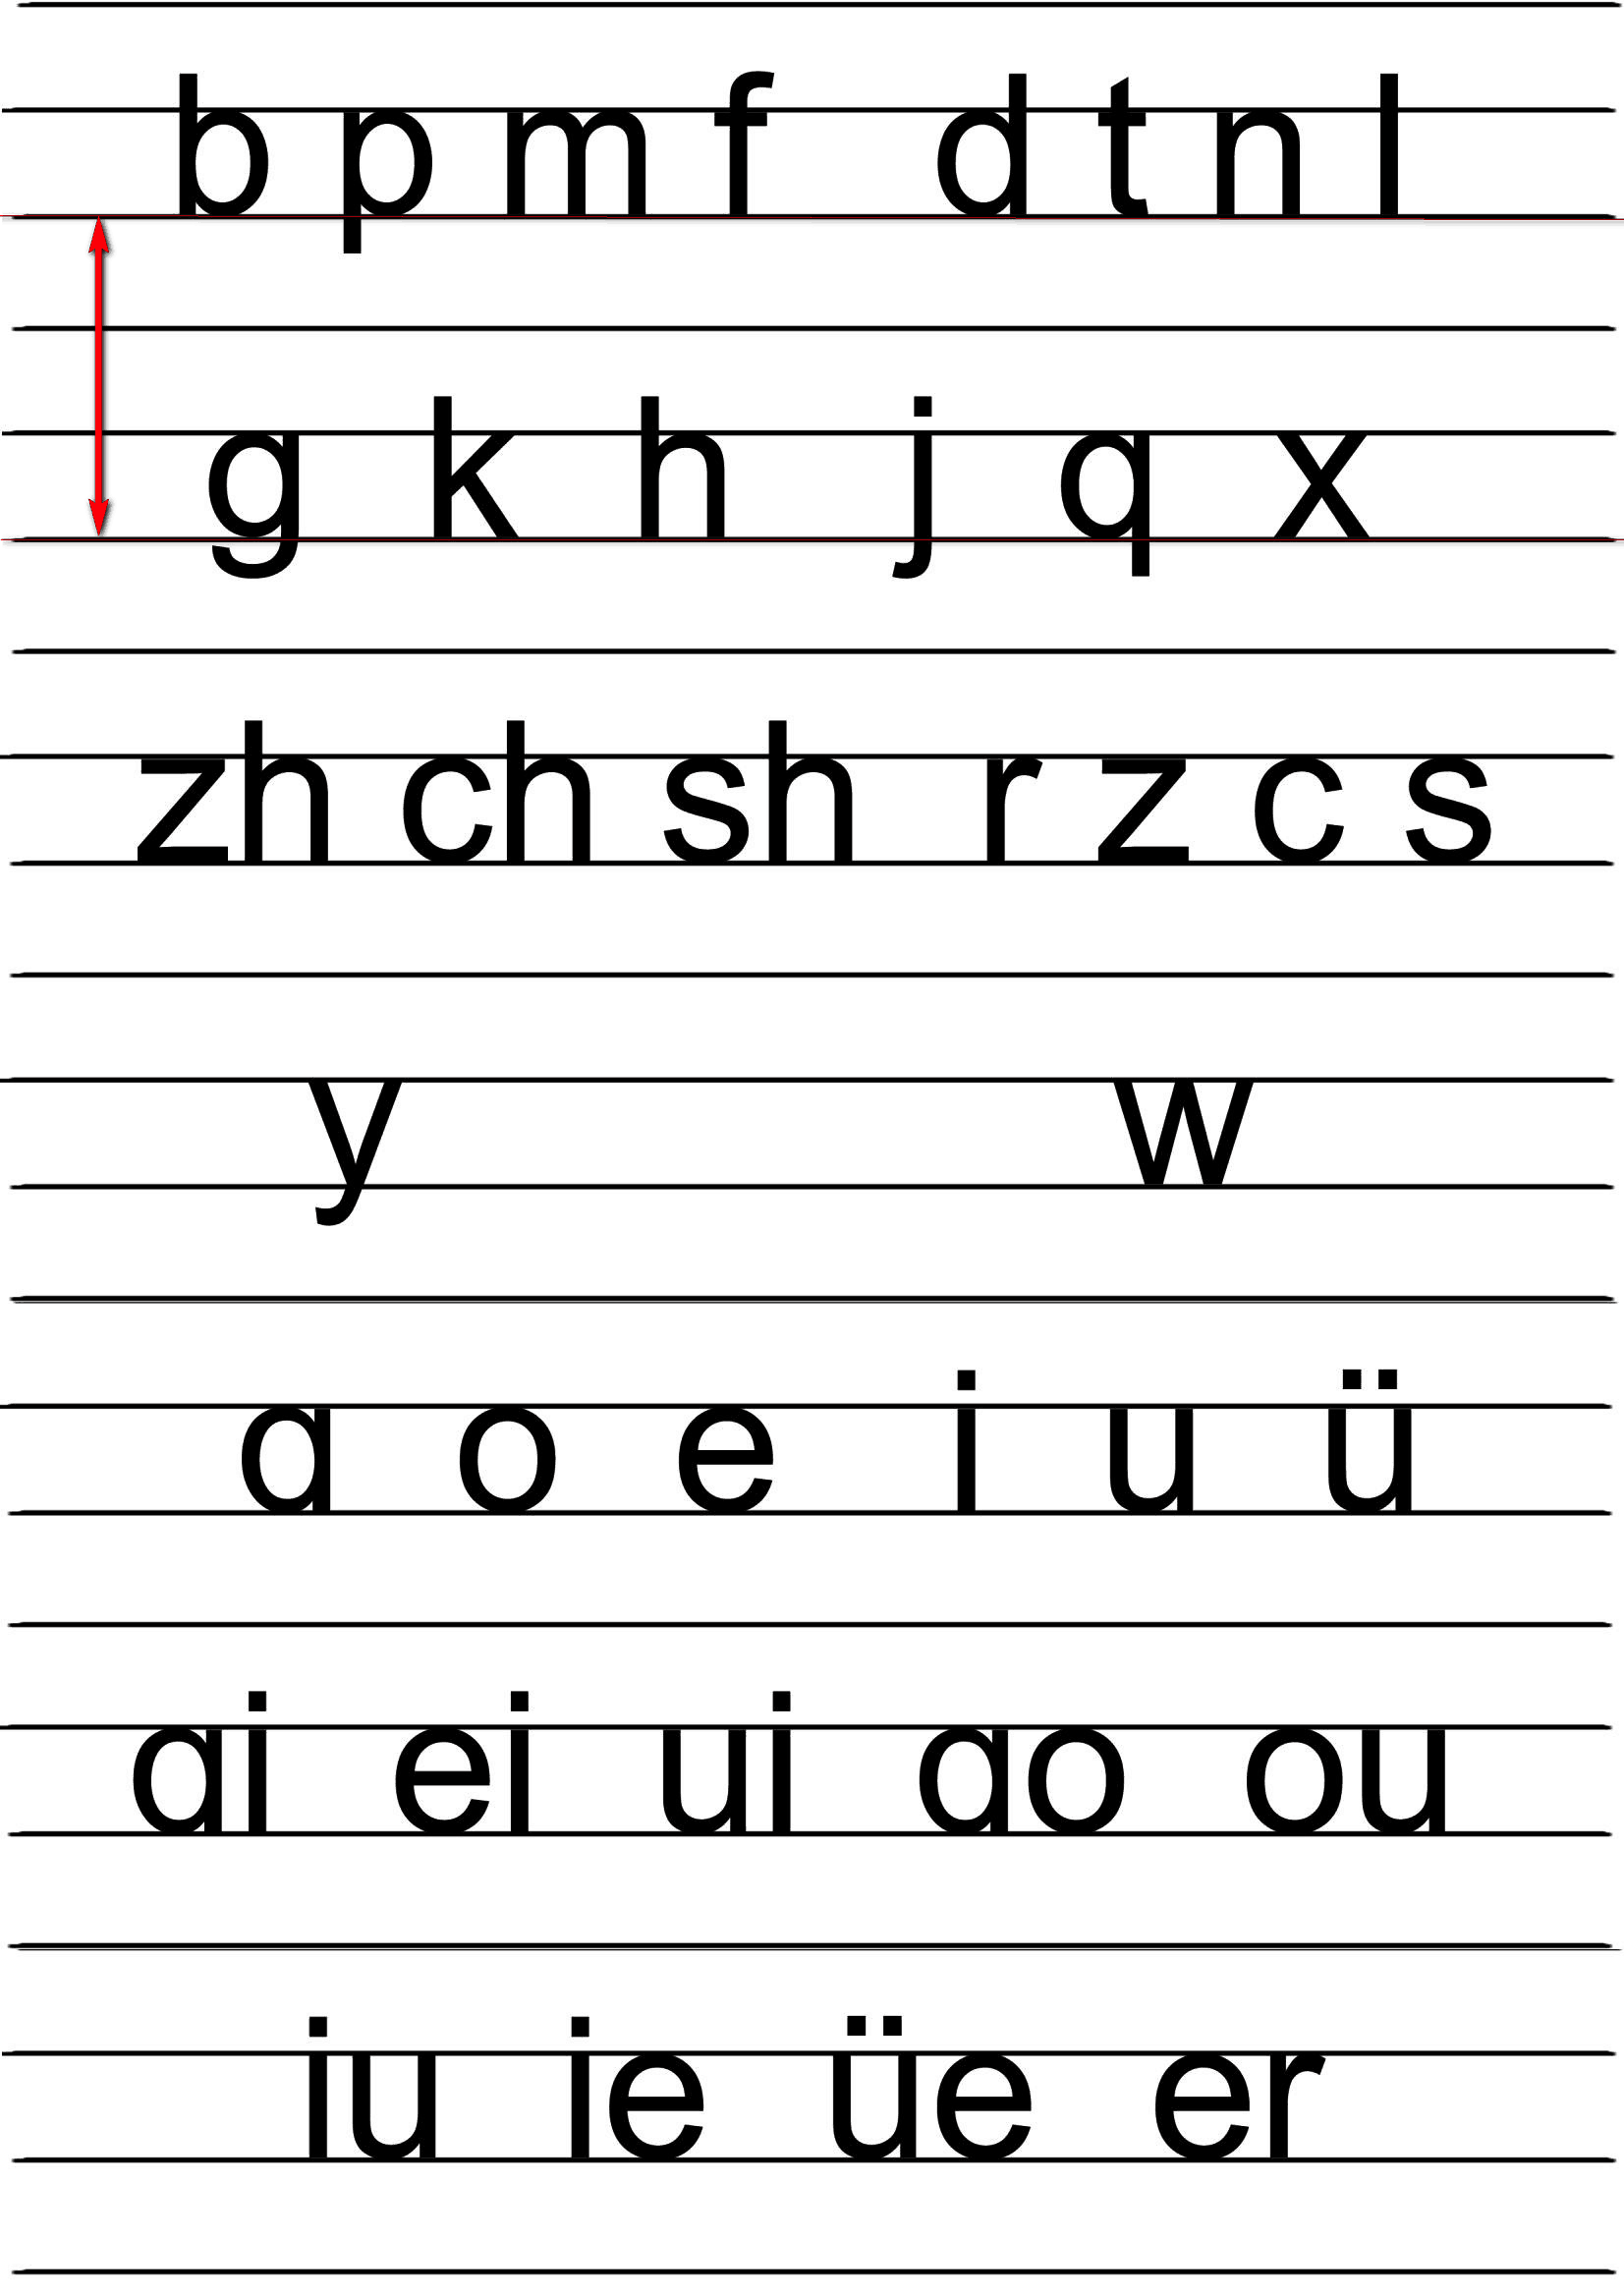 b p m f d t n l
g k h j q x
zh ch sh r z c s
y w
ɑ o e i u ü
ɑi ei ui ɑo ou
iu ie üe er